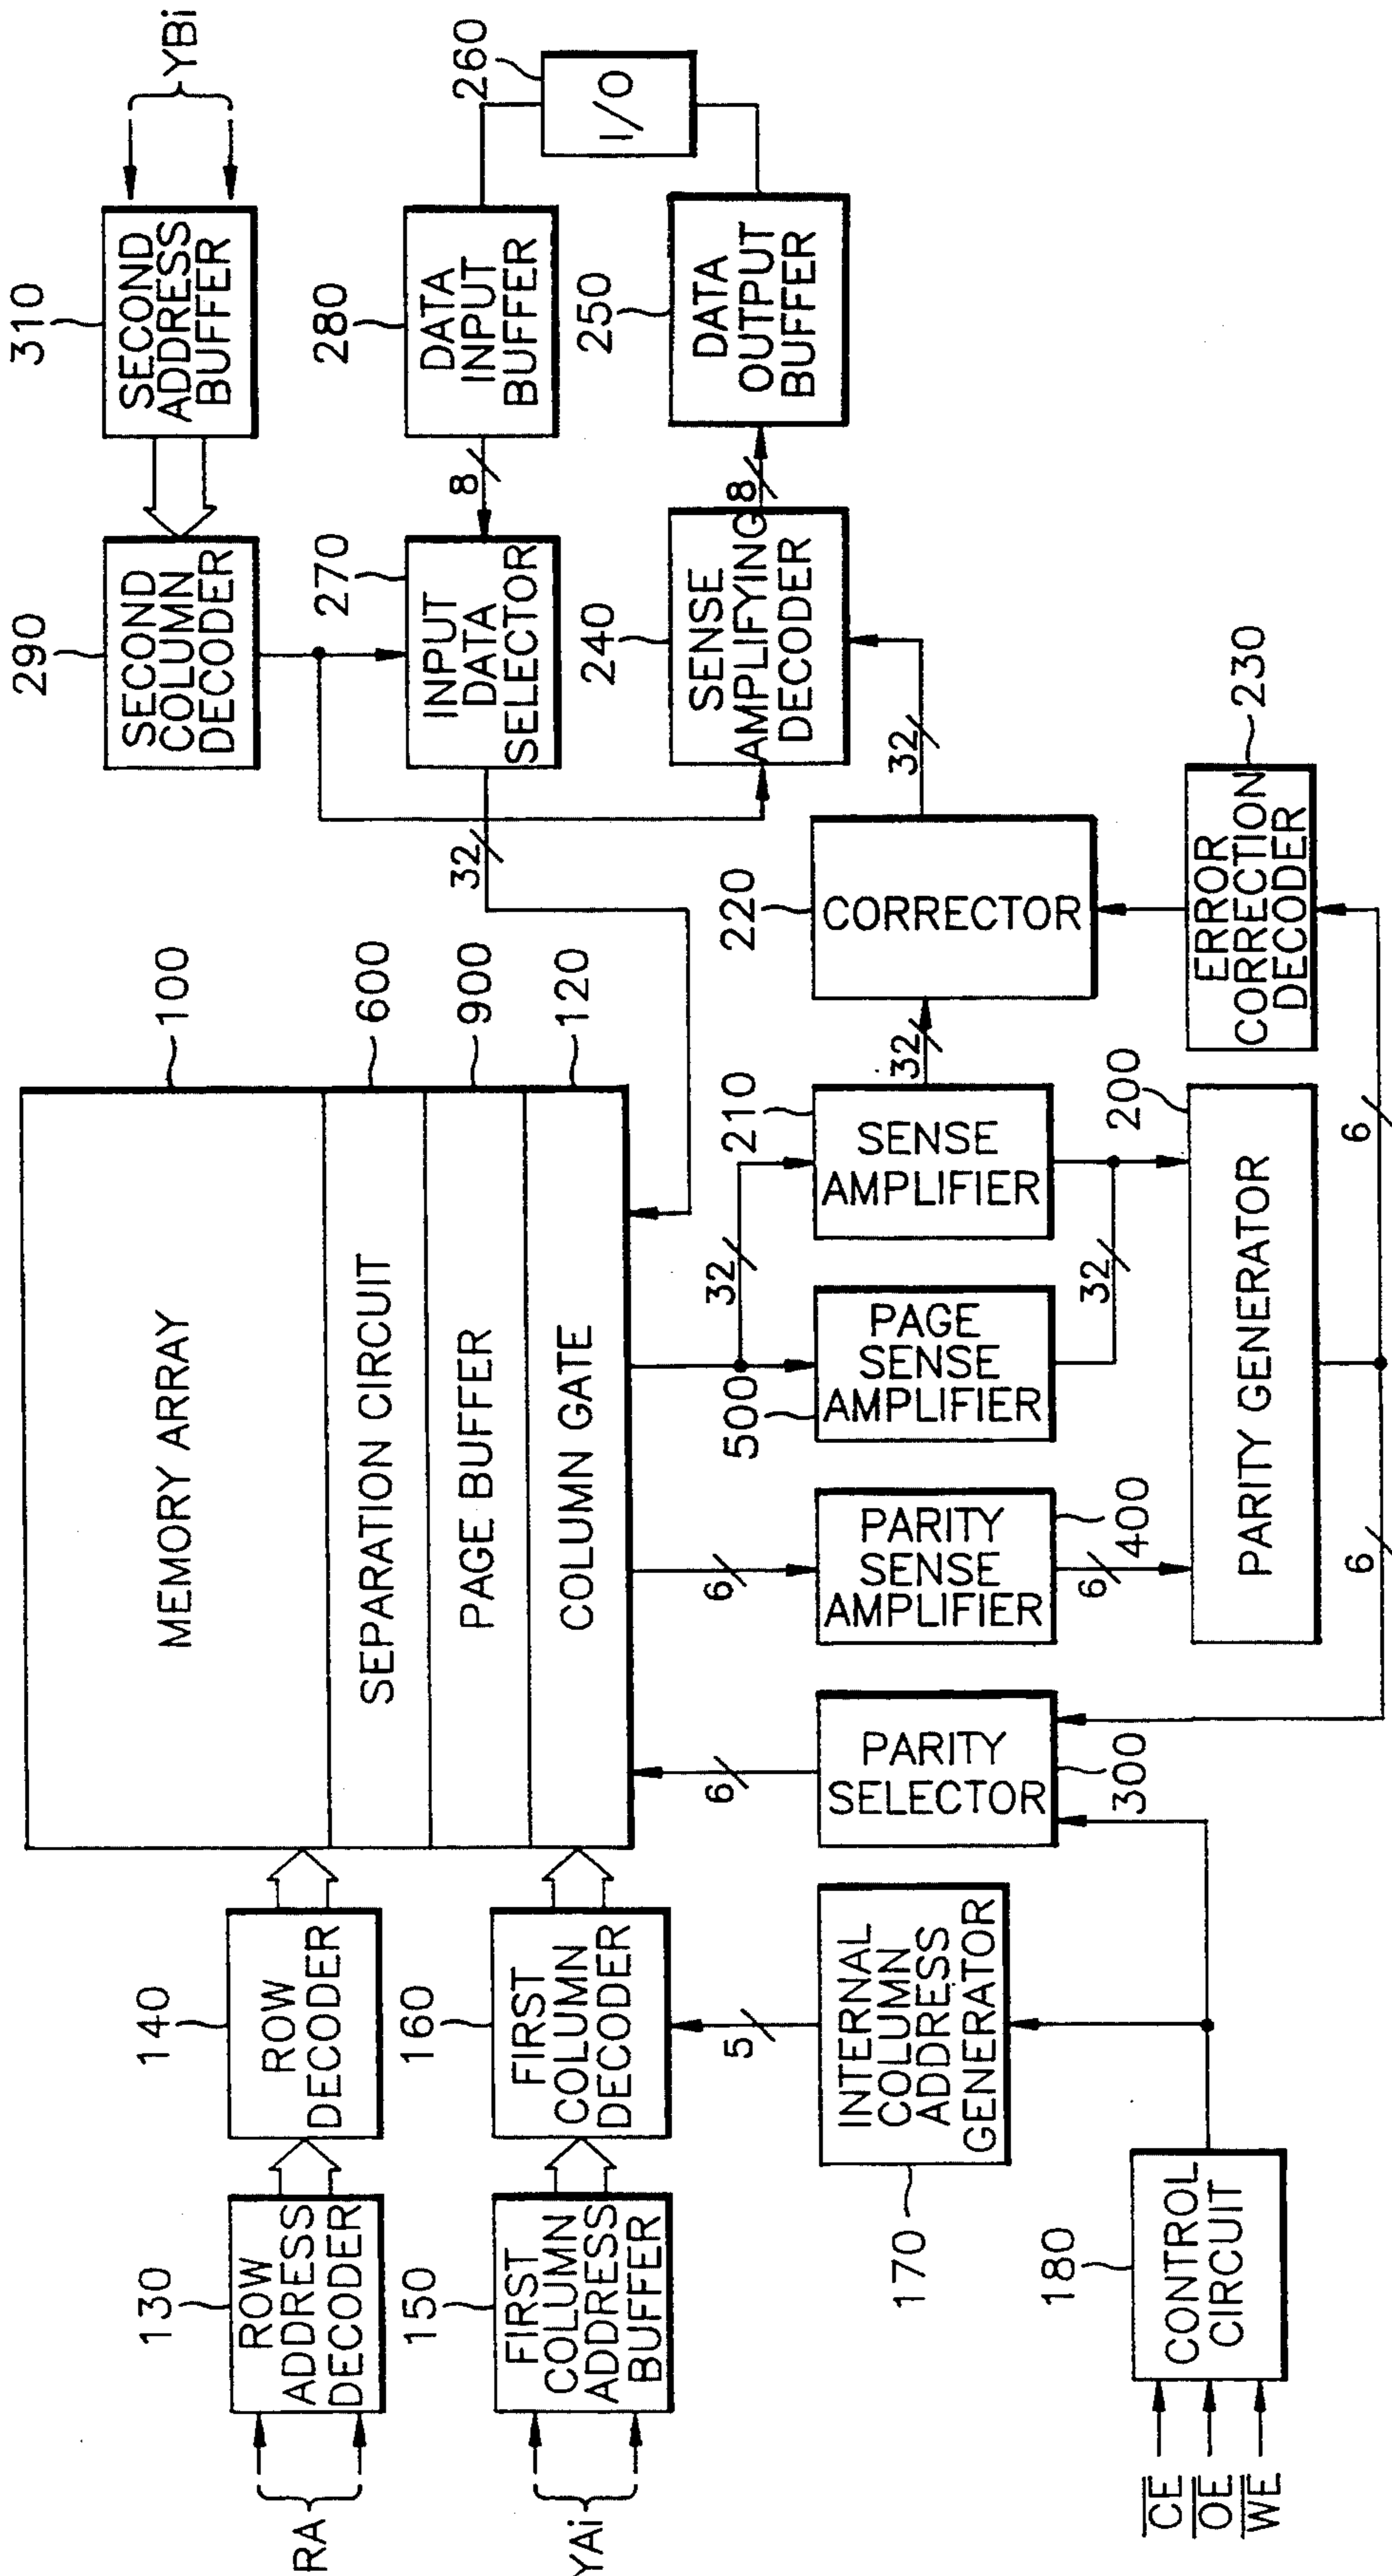 RA
130
ROW
ADDRESS
DECODER
140
ROW
DECODER
YAi
150
FIRST
COLUMN
ADDRESS
BUFFER
160
FIRST
COLUMN
DECODER
5
INTERNAL
COLUMN
ADDRESS
GENERATOR
170
CE
OE
WE
180
CONTROL
CIRCUIT
MEMORY ARRAY
100
SEPARATION CIRCUIT
600
PAGE BUFFER
900
COLUMN GATE
120
6
PARITY
SELECTOR
300
6
PARITY
SENSE
AMPLIFIER
400
6
500
PAGE
SENSE
AMPLIFIER
32
32
210
SENSE
AMPLIFIER
32
200
PARITY GENERATOR
6
6
220
CORRECTOR
32
ERROR
CORRECTION
DECODER
230
290
SECOND
COLUMN
DECODER
310
SECOND
ADDRESS
BUFFER
YBi
270
INPUT
DATA
SELECTOR
32
8
280
DATA
INPUT
BUFFER
240
SENSE
AMPLIFYING
DECODER
8
250
DATA
OUTPUT
BUFFER
260
I/O